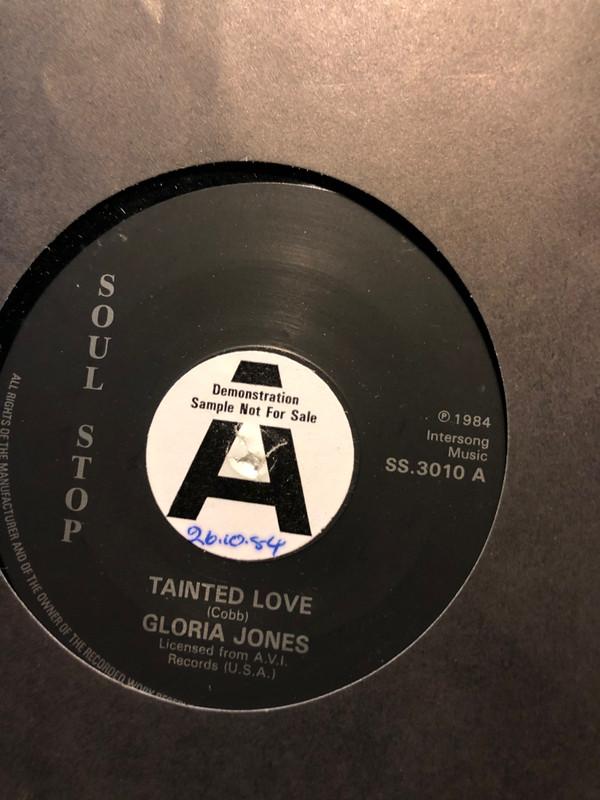 SOUL STOP
A
Demonstration
Sample Not For Sale
26.10.84
℗ 1984
Intersong
Music
SS.3010 A
TAINTED LOVE
(Cobb)
GLORIA JONES
Licensed from A.V.I.
Records (U.S.A.)
ALL RIGHTS OF THE MANUFACTURER AND OF THE OWNER OF THE RECORDED WORK